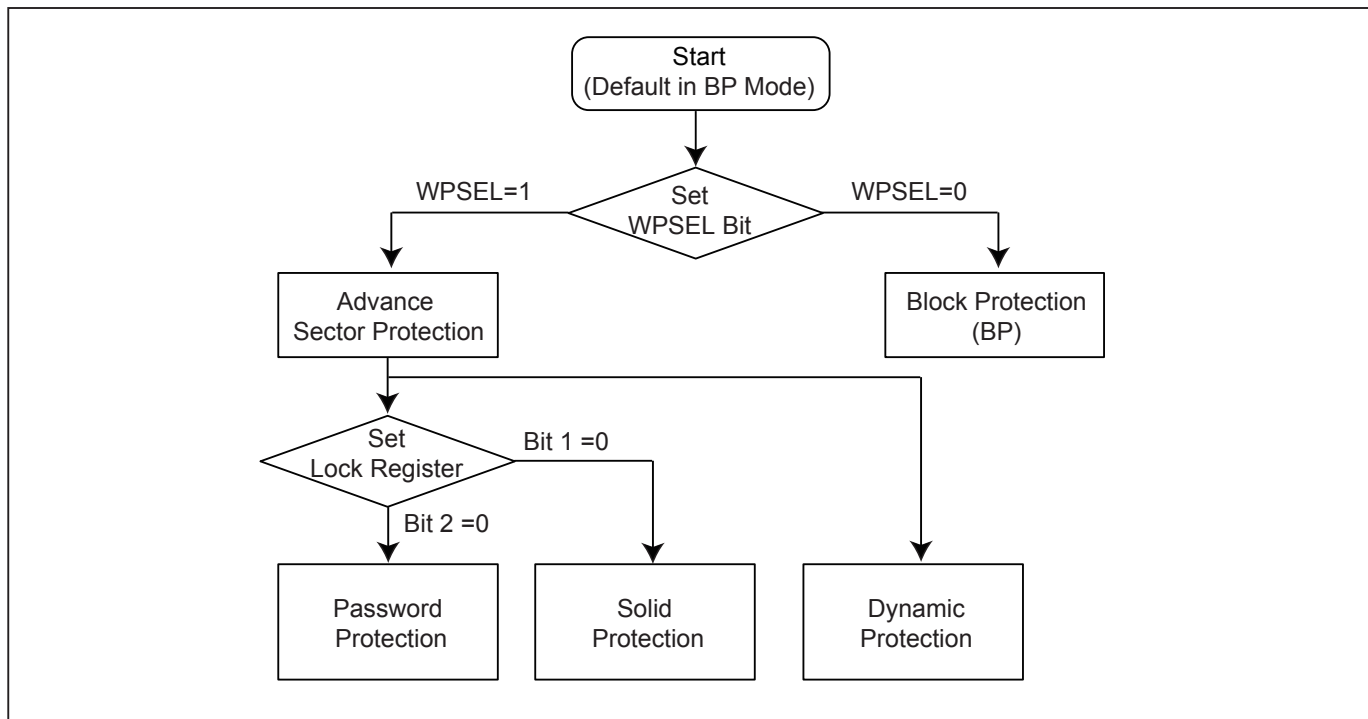 Start
(Default in BP Mode)
WPSEL=1
Set
WPSEL=0
WPSEL Bit
Advance
Sector Protection
Block Protection
(BP)
Set
Lock Register
Bit 1 =0
Bit 2 =0
Password
Protection
Solid
Protection
Dynamic
Protection